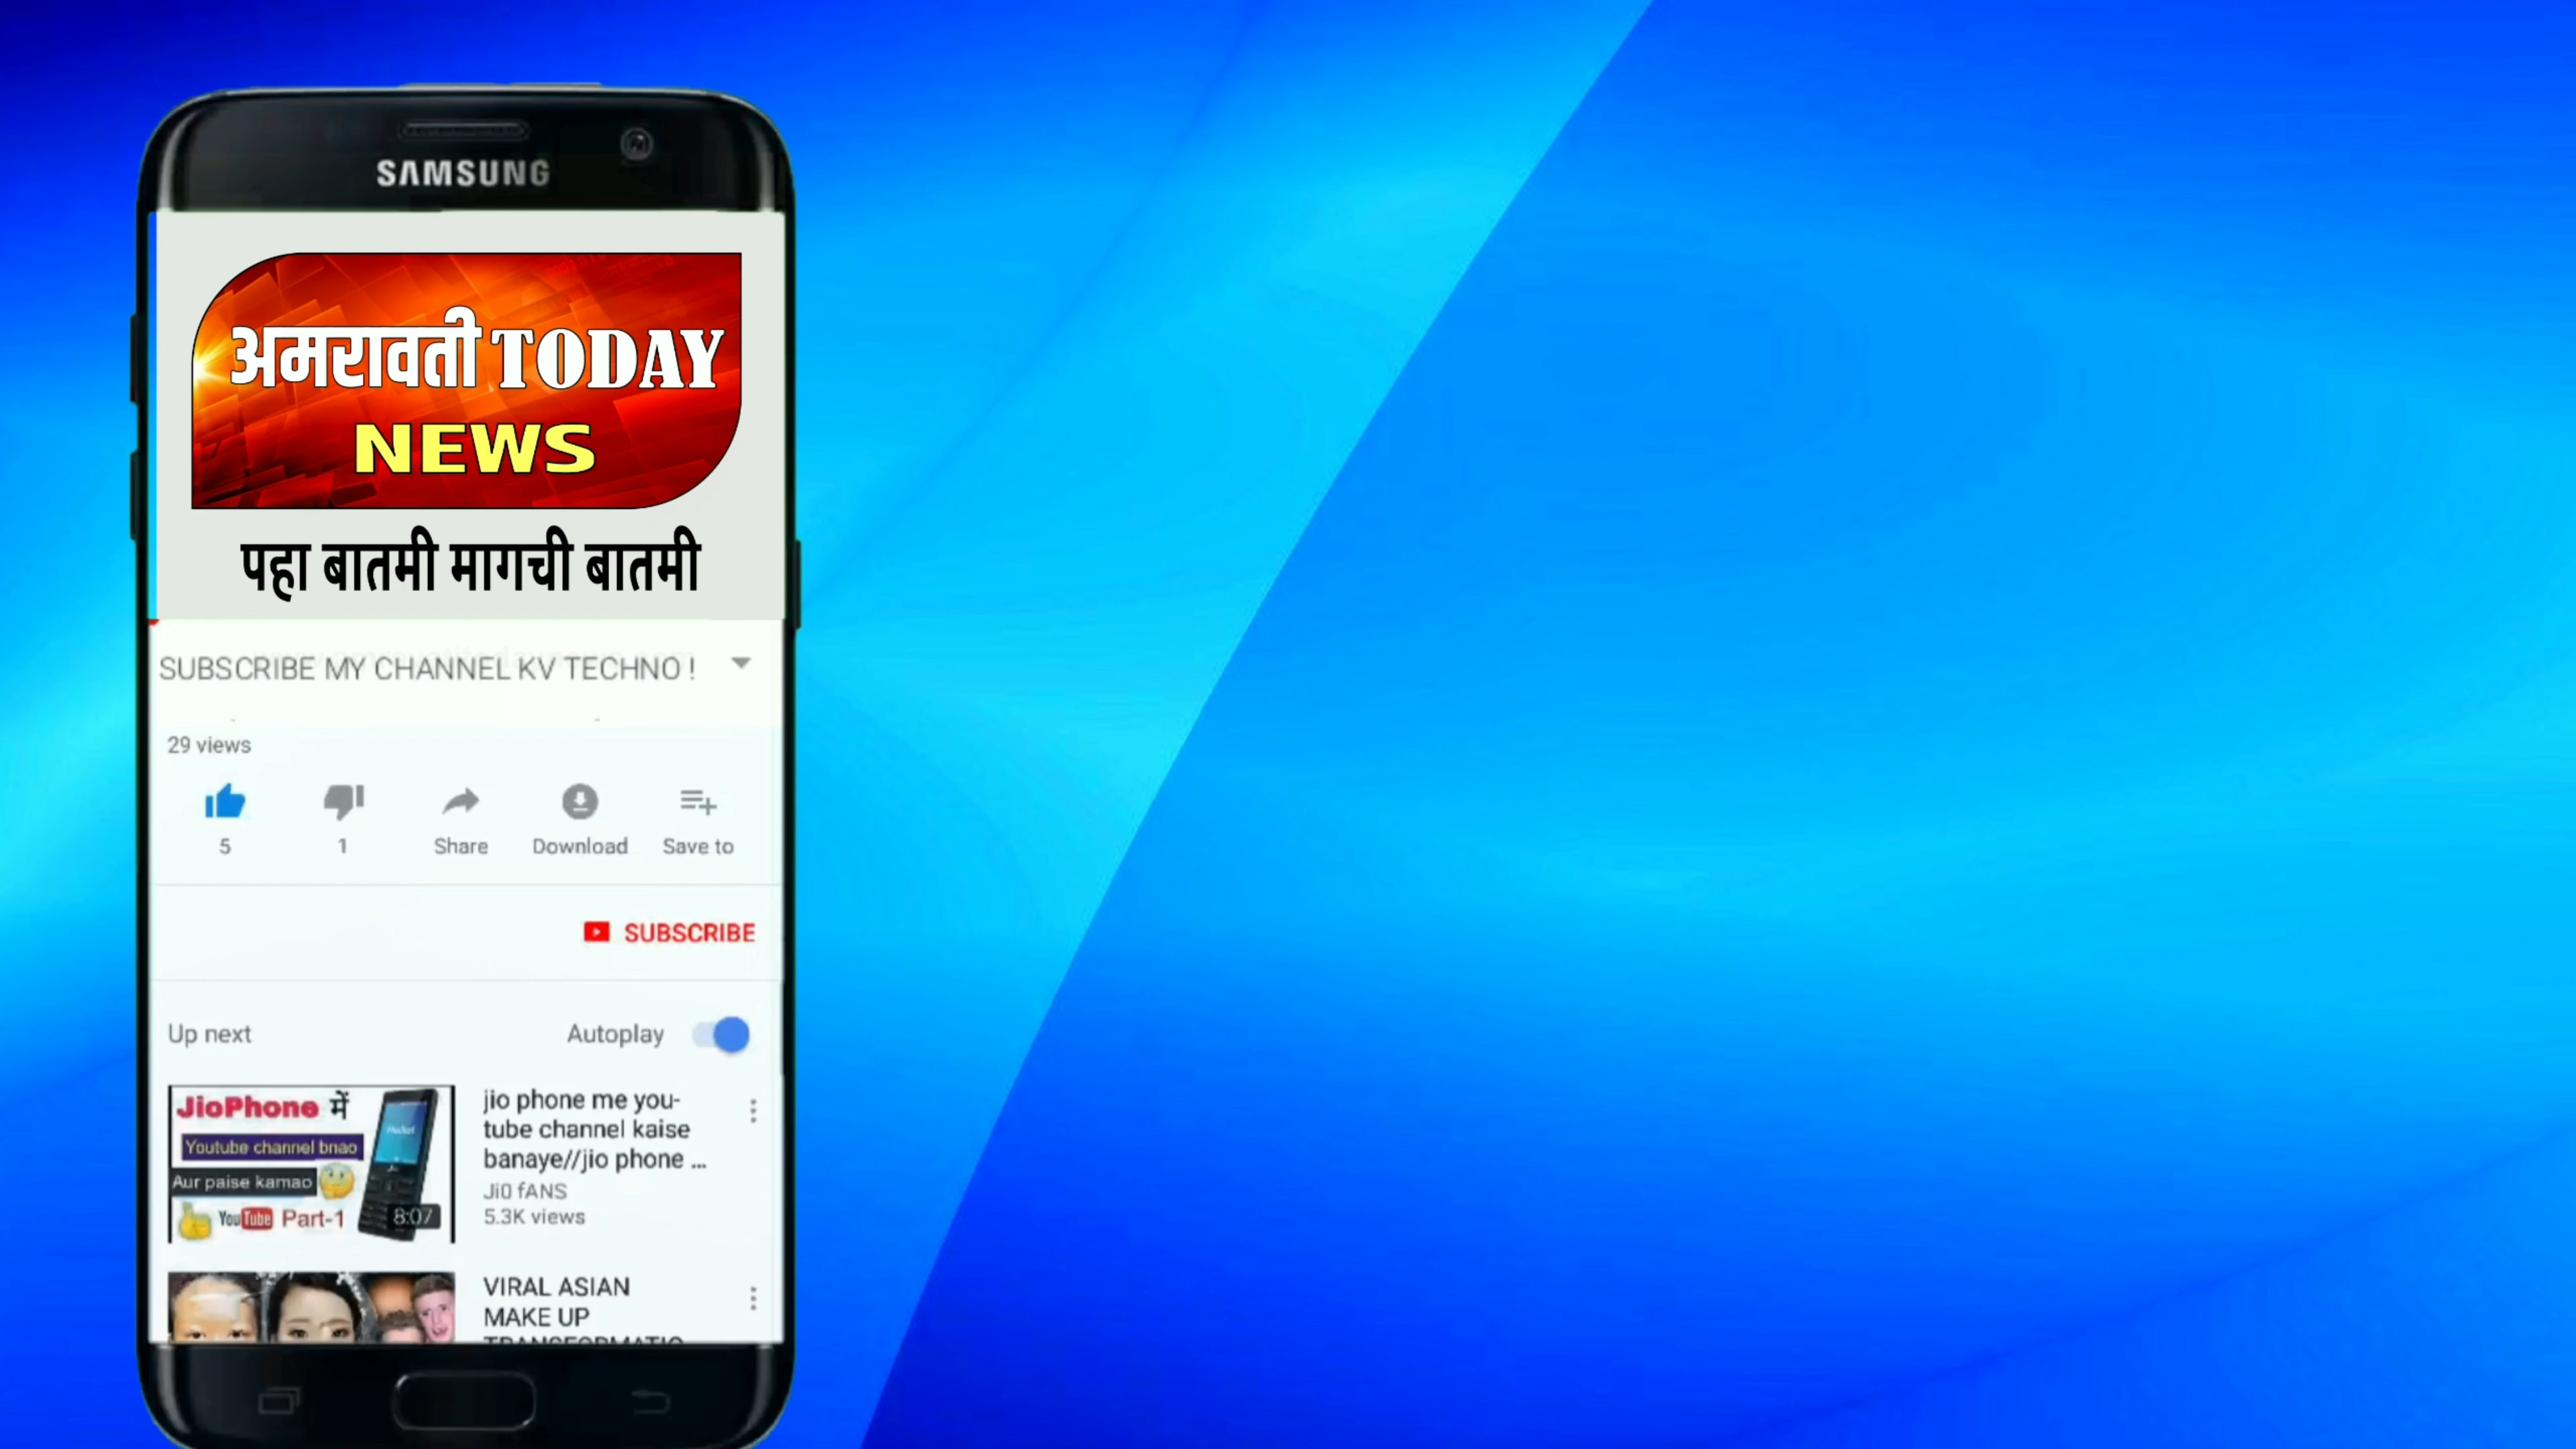 SAMSUNG
अमरावती TODAY
NEWS
पहा बातमी मागची बातमी
SUBSCRIBE MY CHANNEL KV TECHNO !
29 views
5
1
Share
Download
Save to
SUBSCRIBE
Up next
Autoplay
JioPhone में
Youtube channel bnao
Aur paise kamao
YouTube Part-1
8:07
jio phone me you-
tube channel kaise
banaye//jio phone ...
Ji0 fANS
5.3K views
VIRAL ASIAN
MAKE UP
TRANSFORMATIO